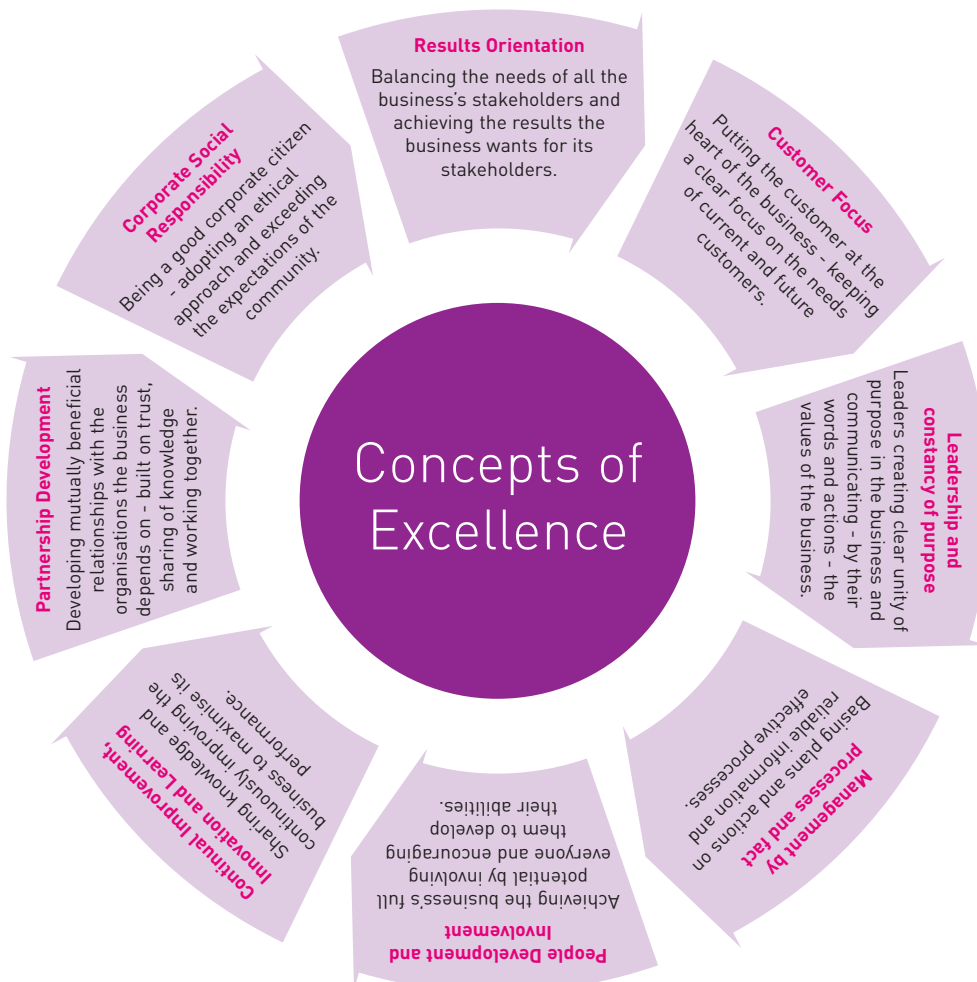 Results Orientation
Balancing the needs of all the
business's stakeholders and
achieving the results the
business wants for its
stakeholders.
Customer Focus
Putting the customer at the
heart of the business - keeping
a clear focus on the needs
of current and future
customers.
Leadership and
constancy of purpose
Leaders creating clear unity of
purpose in the business and
communicating - by their
words and actions - the
values of the business.
Management by
processes and fact
Basing plans and actions on
reliable information and
effective processes.
People Development and
Involvement
Achieving the business's full
potential by involving
everyone and encouraging
them to develop
their abilities.
Continual Improvement,
Innovation and Learning
Sharing knowledge and
continuously improving the
business to maximise its
performance.
Partnership Development
Developing mutually beneficial
relationships with the
organisations the business
depends on - built on trust,
sharing of knowledge
and working together.
Corporate Social
Responsibility
Being a good corporate citizen
- adopting an ethical
approach and exceeding
the expectations of the
community.
Concepts of
Excellence